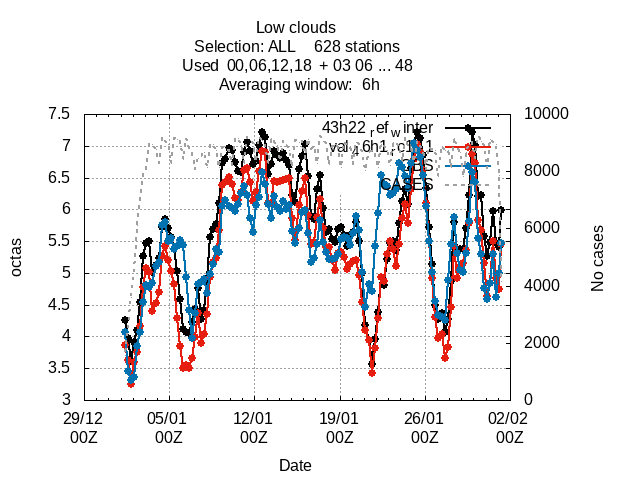 Low clouds
Selection: ALL 628 stations
Used 00,06,12,18 + 03 06 ... 48
Averaging window: 6h
7.5
7
6.5
6
5.5
5
4.5
4
3.5
3
octas
10000
8000
6000
4000
2000
0
No cases
43h22ref winter
OBS
CASES
29/12 05/01 12/01 19/01 26/01 02/02
00Z 00Z 00Z 00Z 00Z 00Z
Date